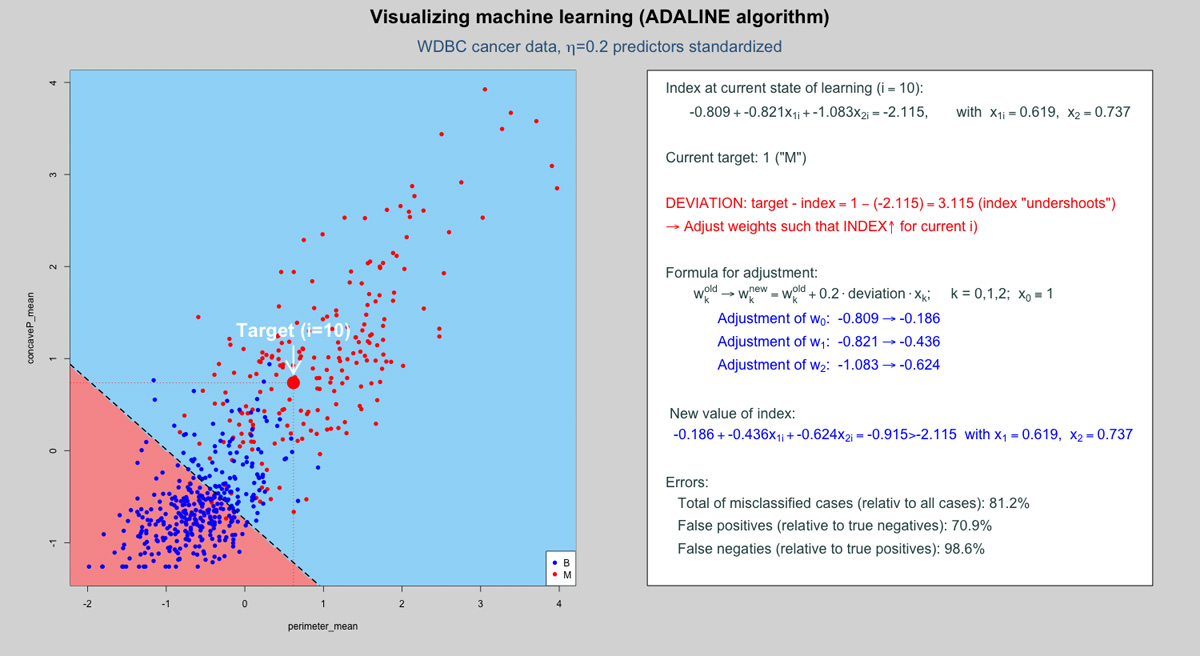 Visualizing machine learning (ADALINE algorithm)
WDBC cancer data, η=0.2 predictors standardized
concaveP_mean
4
3
2
1
0
-1
Target (i=10)
B
M
-2 -1 0 1 2 3 4
perimeter_mean
Index at current state of learning (i = 10):
-0.809 + -0.821x₁ᵢ + -1.083x₂ᵢ = -2.115, with x₁ᵢ = 0.619, x₂ = 0.737
Current target: 1 ("M")
DEVIATION: target - index = 1 – (-2.115) = 3.115 (index "undershoots")
→ Adjust weights such that INDEX↑ for current i)
Formula for adjustment:
wₖ^old → wₖ^new = wₖ^old + 0.2 · deviation · xₖ; k = 0,1,2; x₀ ≡ 1
Adjustment of w₀: -0.809 → -0.186
Adjustment of w₁: -0.821 → -0.436
Adjustment of w₂: -1.083 → -0.624
New value of index:
-0.186 + -0.436x₁ᵢ + -0.624x₂ᵢ = -0.915>-2.115 with x₁ = 0.619, x₂ = 0.737
Errors:
Total of misclassified cases (relativ to all cases): 81.2%
False positives (relative to true negatives): 70.9%
False negaties (relative to true positives): 98.6%